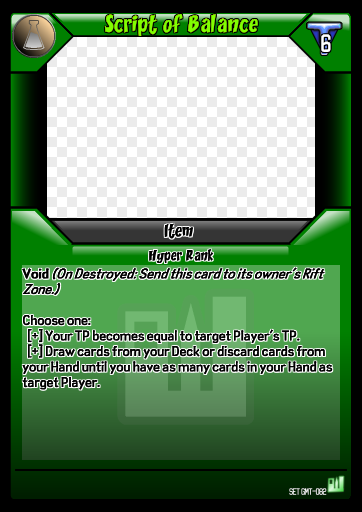 Script of Balance
6
Item
Hyper Rank
Void (On Destroyed: Send this card to its owner's Rift
Zone.)
Choose one:
[+] Your TP becomes equal to target Player's TP.
[+] Draw cards from your Deck or discard cards from
your Hand until you have as many cards in your Hand as
target Player.
SET GMT-082